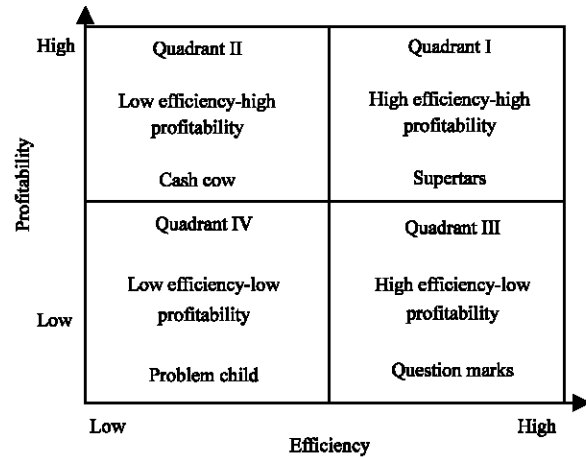 High
Profitability
Low
Quadrant II
Low efficiency-high
profitability
Cash cow
Quadrant I
High efficiency-high
profitability
Supertars
Quadrant IV
Low efficiency-low
profitability
Problem child
Quadrant III
High efficiency-low
profitability
Question marks
Low
Efficiency
High